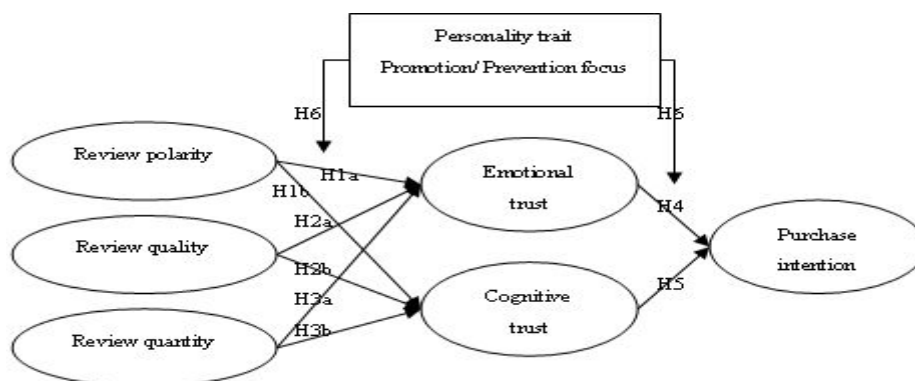 Personality trait
Promotion/ Prevention focus
H6
H6
Review polarity
H1a
Emotional
trust
H1b
H2a
H4
Review quality
Purchase
intention
H2b
H3a
H5
Cognitive
trust
H3b
Review quantity